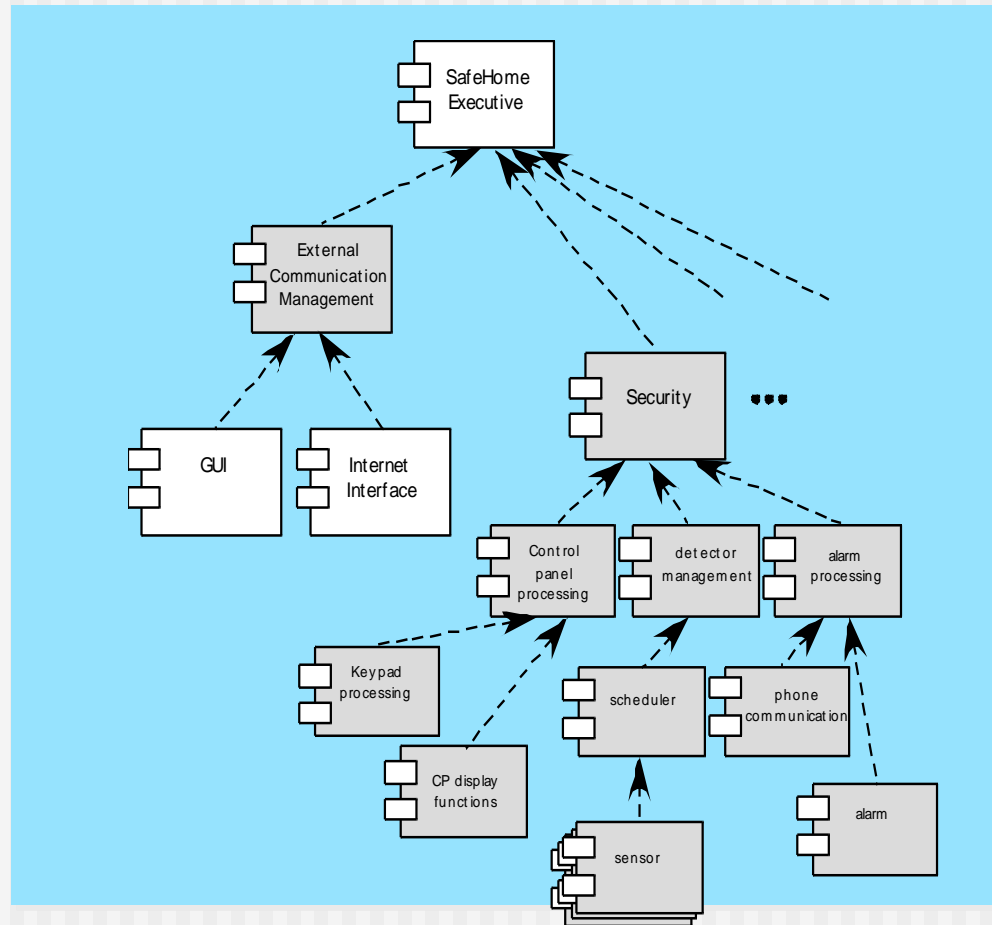 SafeHome
Executive
External
Communication
Management
Security
GUI
Internet
Interface
Control
panel
processing
detector
management
alarm
processing
Keypad
processing
scheduler
phone
communication
CP display
functions
alarm
sensor